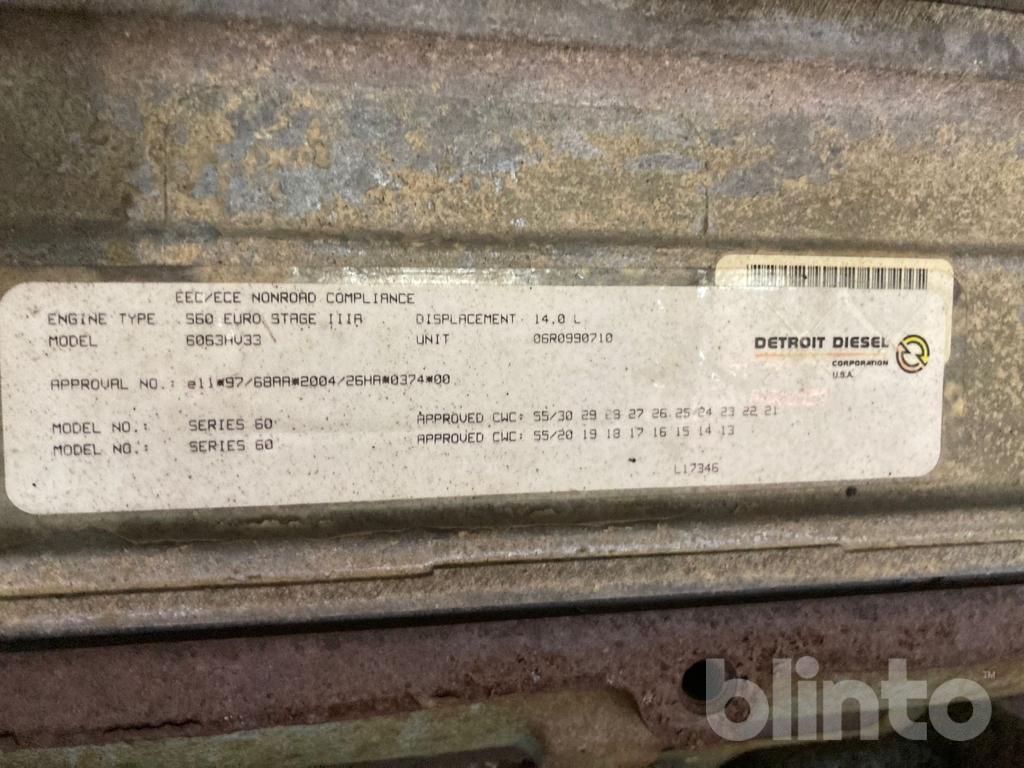 EEC/ECE NONROAD COMPLIANCE
ENGINE TYPE S60 EURO STAGE IIIA DISPLACEMENT 14.0 L
MODEL 6063HV33 UNIT 06R0990710
DETROIT DIESEL
CORPORATION
U.S.A.
APPROVAL NO.: e11*97/68AA*2004/26HA*0374*00
MODEL NO.: SERIES 60 APPROVED CWC: 55/30 29 28 27 26 25/24 23 22 21
MODEL NO.: SERIES 60 APPROVED CWC: 55/20 19 18 17 16 15 14 13
L17346
blinto™